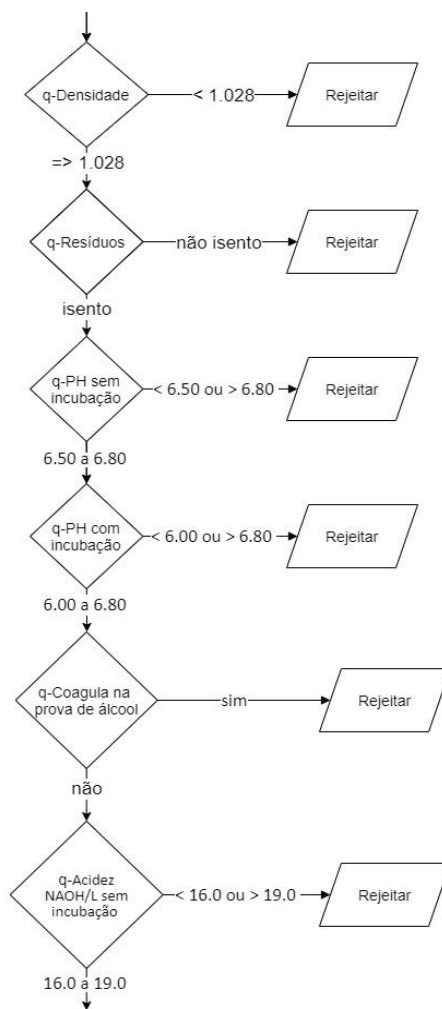 q-Densidade
< 1.028
Rejeitar
=> 1.028
q-Resíduos
não isento
Rejeitar
isento
q-PH sem
incubação
< 6.50 ou > 6.80
Rejeitar
6.50 a 6.80
q-PH com
incubação
< 6.00 ou > 6.80
Rejeitar
6.00 a 6.80
q-Coagula na
prova de álcool
sim
Rejeitar
não
q-Acidez
NAOH/L sem
incubação
< 16.0 ou > 19.0
Rejeitar
16.0 a 19.0